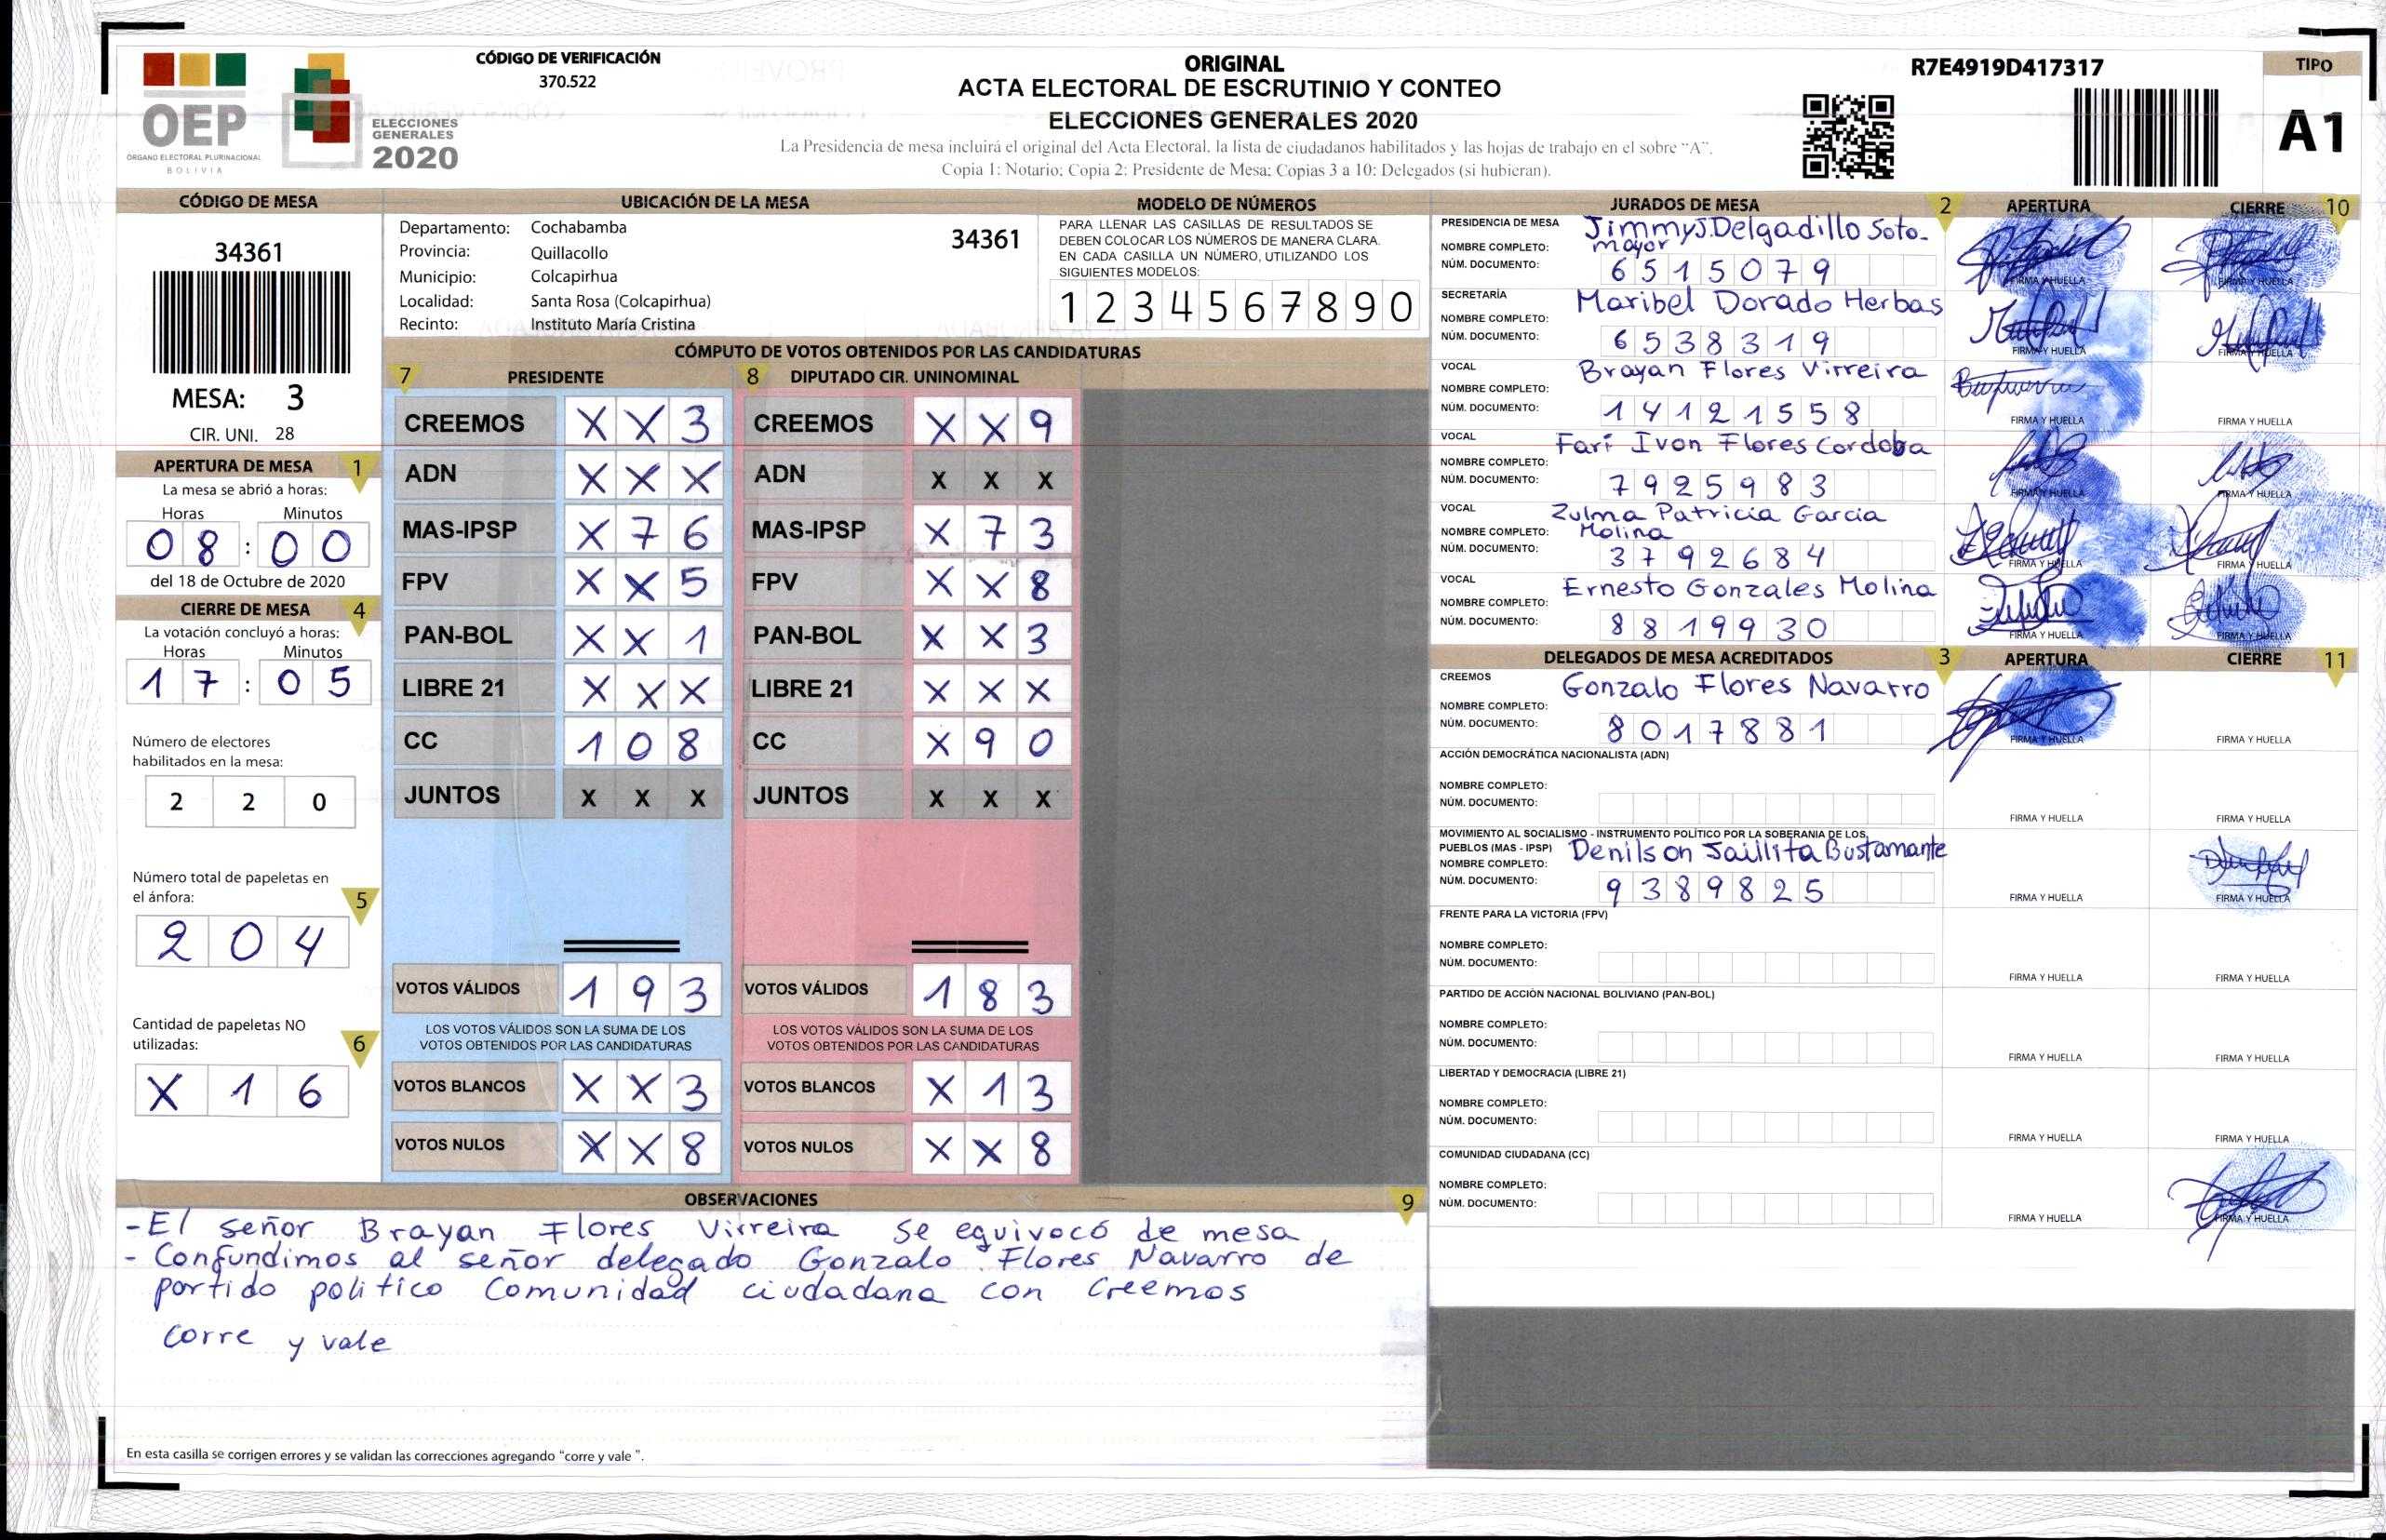 CÓDIGO DE VERIFICACIÓN
370.522
OEP
ÓRGANO ELECTORAL PLURINACIONAL
BOLIVIA
ELECCIONES
GENERALES
2020
ORIGINAL
ACTA ELECTORAL DE ESCRUTINIO Y CONTEO
ELECCIONES GENERALES 2020
La Presidencia de mesa incluirá el original del Acta Electoral, la lista de ciudadanos habilitados y las hojas de trabajo en el sobre "A".
Copia 1: Notario; Copia 2: Presidente de Mesa; Copias 3 a 10: Delegados (si hubieran).
R7E4919D417317
TIPO
A1
CÓDIGO DE MESA
34361
MESA: 3
CIR. UNI. 28
APERTURA DE MESA 1
La mesa se abrió a horas:
Horas Minutos
0 8 : 0 0
del 18 de Octubre de 2020
CIERRE DE MESA 4
La votación concluyó a horas:
Horas Minutos
1 7 : 0 5
Número de electores
habilitados en la mesa:
2 2 0
Número total de papeletas en
el ánfora: 5
2 0 4
Cantidad de papeletas NO
utilizadas: 6
X 1 6
UBICACIÓN DE LA MESA
Departamento: Cochabamba
34361
Provincia: Quillacollo
Municipio: Colcapirhua
Localidad: Santa Rosa (Colcapirhua)
Recinto: Instituto María Cristina
MODELO DE NÚMEROS
PARA LLENAR LAS CASILLAS DE RESULTADOS SE
DEBEN COLOCAR LOS NÚMEROS DE MANERA CLARA.
EN CADA CASILLA UN NÚMERO, UTILIZANDO LOS
SIGUIENTES MODELOS:
1 2 3 4 5 6 7 8 9 0
CÓMPUTO DE VOTOS OBTENIDOS POR LAS CANDIDATURAS
7 PRESIDENTE
CREEMOS X X 3
ADN X X X
MAS-IPSP X 7 6
FPV X X 5
PAN-BOL X X 1
LIBRE 21 X X X
CC 1 0 8
JUNTOS X X X
VOTOS VÁLIDOS 1 9 3
LOS VOTOS VÁLIDOS SON LA SUMA DE LOS
VOTOS OBTENIDOS POR LAS CANDIDATURAS
VOTOS BLANCOS X X 3
VOTOS NULOS X X 8
8 DIPUTADO CIR. UNINOMINAL
CREEMOS X X 9
ADN X X X
MAS-IPSP X 7 3
FPV X X 8
PAN-BOL X X 3
LIBRE 21 X X X
CC X 9 0
JUNTOS X X X
VOTOS VÁLIDOS 1 8 3
LOS VOTOS VÁLIDOS SON LA SUMA DE LOS
VOTOS OBTENIDOS POR LAS CANDIDATURAS
VOTOS BLANCOS X 1 3
VOTOS NULOS X X 8
OBSERVACIONES 9
- El señor Brayan Flores Virreira se equivocó de mesa
- Confundimos al señor delegado Gonzalo Flores Navarro de
partido politico Comunidad ciudadana con Creemos
corre y vale
En esta casilla se corrigen errores y se validan las correcciones agregando "corre y vale ".
JURADOS DE MESA 2 APERTURA CIERRE 10
PRESIDENCIA DE MESA Jimmy J. Delgadillo Soto-
NOMBRE COMPLETO: mayor
NÚM. DOCUMENTO: 6 5 1 5 0 7 9
FIRMA Y HUELLA FIRMA Y HUELLA
SECRETARÍA Maribel Dorado Herbas
NOMBRE COMPLETO:
NÚM. DOCUMENTO: 6 5 3 8 3 1 9
FIRMA Y HUELLA FIRMA Y HUELLA
VOCAL Brayan Flores Virreira
NOMBRE COMPLETO:
NÚM. DOCUMENTO: 1 4 1 2 1 5 5 8
FIRMA Y HUELLA FIRMA Y HUELLA
VOCAL Fari Ivon Flores Cordoba
NOMBRE COMPLETO:
NÚM. DOCUMENTO: 7 9 2 5 9 8 3
FIRMA Y HUELLA FIRMA Y HUELLA
VOCAL Zulma Patricia Garcia
NOMBRE COMPLETO: Molina
NÚM. DOCUMENTO: 3 7 9 2 6 8 4
FIRMA Y HUELLA FIRMA Y HUELLA
VOCAL Ernesto Gonzales Molina
NOMBRE COMPLETO:
NÚM. DOCUMENTO: 8 8 1 9 9 3 0
FIRMA Y HUELLA FIRMA Y HUELLA
DELEGADOS DE MESA ACREDITADOS 3 APERTURA CIERRE 11
CREEMOS Gonzalo Flores Navarro
NOMBRE COMPLETO:
NÚM. DOCUMENTO: 8 0 1 7 8 8 1
FIRMA Y HUELLA FIRMA Y HUELLA
ACCIÓN DEMOCRÁTICA NACIONALISTA (ADN)
NOMBRE COMPLETO:
NÚM. DOCUMENTO:
FIRMA Y HUELLA FIRMA Y HUELLA
MOVIMIENTO AL SOCIALISMO - INSTRUMENTO POLÍTICO POR LA SOBERANIA DE LOS
PUEBLOS (MAS - IPSP) Denilson Jaillita Bustamante
NOMBRE COMPLETO:
NÚM. DOCUMENTO: 9 3 8 9 8 2 5
FIRMA Y HUELLA FIRMA Y HUELLA
FRENTE PARA LA VICTORIA (FPV)
NOMBRE COMPLETO:
NÚM. DOCUMENTO:
FIRMA Y HUELLA FIRMA Y HUELLA
PARTIDO DE ACCIÓN NACIONAL BOLIVIANO (PAN-BOL)
NOMBRE COMPLETO:
NÚM. DOCUMENTO:
FIRMA Y HUELLA FIRMA Y HUELLA
LIBERTAD Y DEMOCRACIA (LIBRE 21)
NOMBRE COMPLETO:
NÚM. DOCUMENTO:
FIRMA Y HUELLA FIRMA Y HUELLA
COMUNIDAD CIUDADANA (CC)
NOMBRE COMPLETO:
NÚM. DOCUMENTO:
FIRMA Y HUELLA FIRMA Y HUELLA